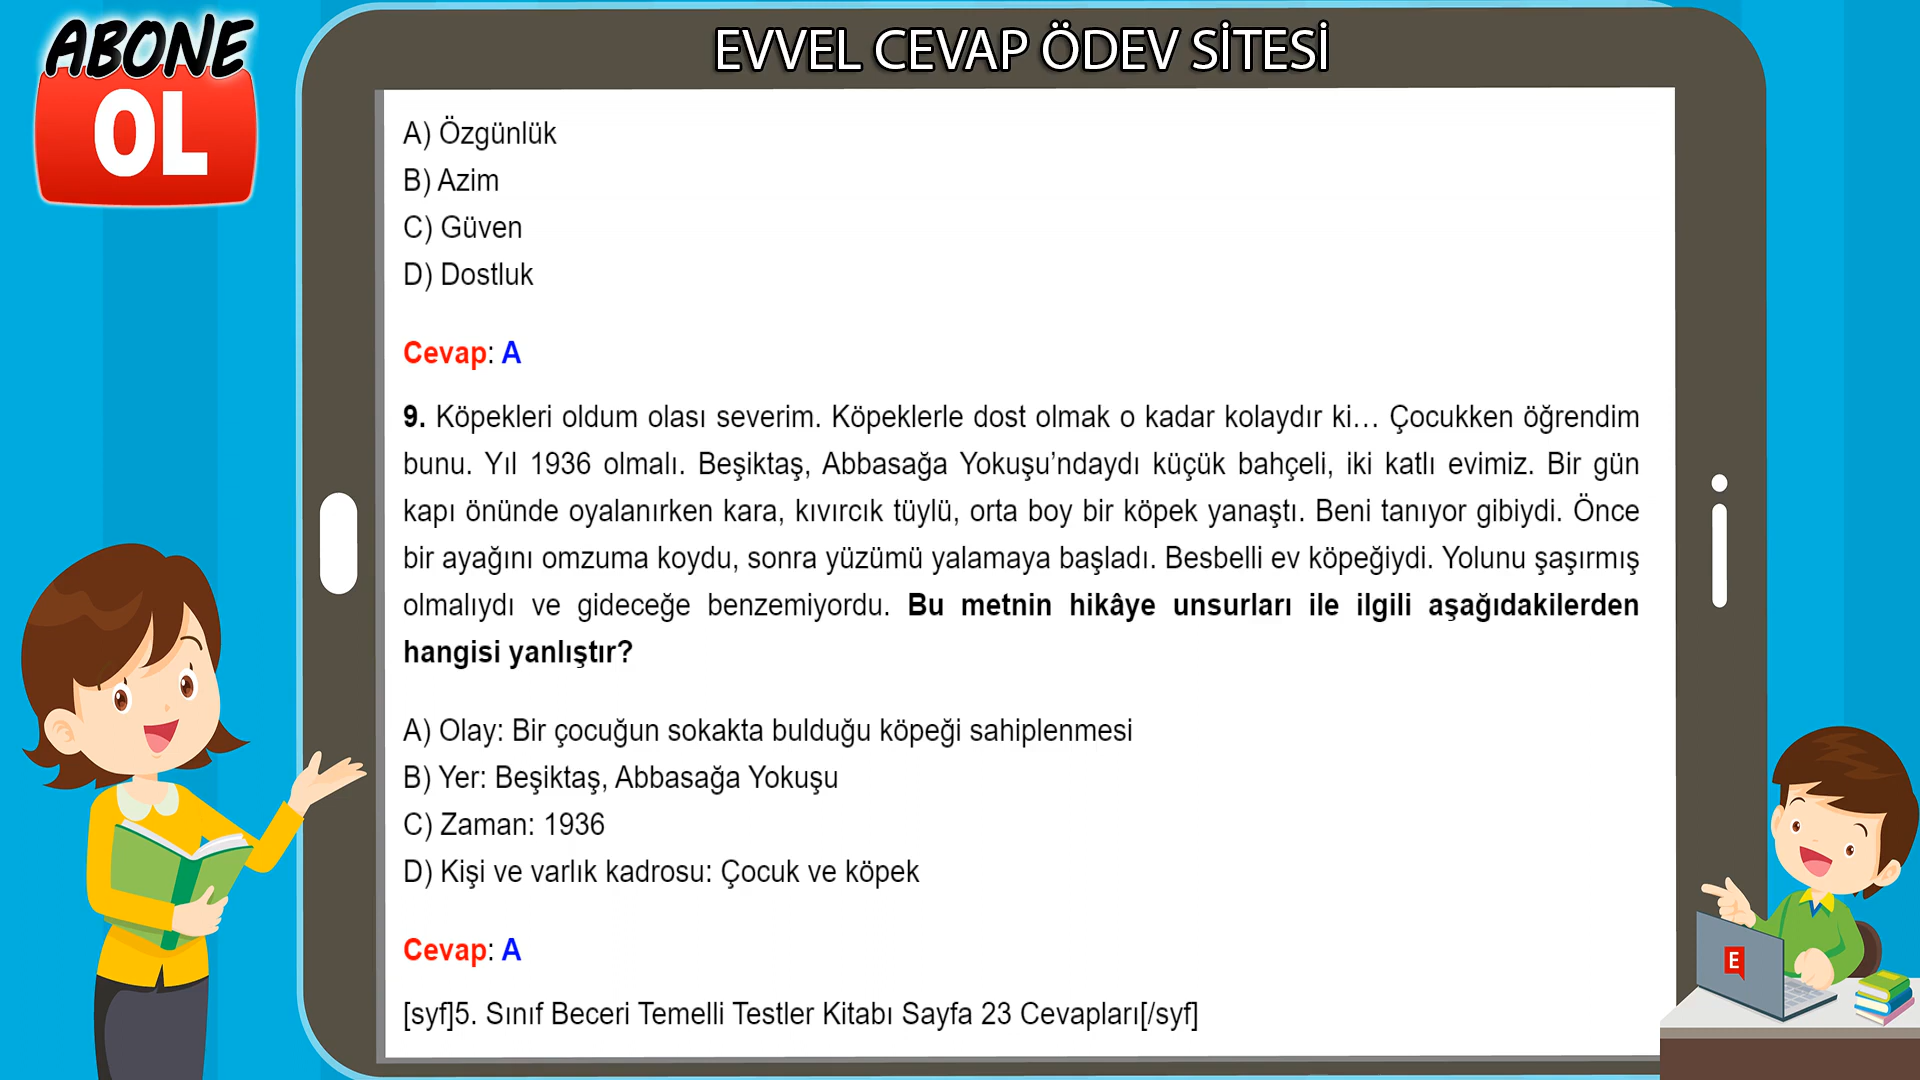 ABONE
OL
EVVEL CEVAP ÖDEV SİTESİ
A) Özgünlük
B) Azim
C) Güven
D) Dostluk
Cevap: A
9. Köpekleri oldum olası severim. Köpeklerle dost olmak o kadar kolaydır ki… Çocukken öğrendim
bunu. Yıl 1936 olmalı. Beşiktaş, Abbasağa Yokuşu’ndaydı küçük bahçeli, iki katlı evimiz. Bir gün
kapı önünde oyalanırken kara, kıvırcık tüylü, orta boy bir köpek yanaştı. Beni tanıyor gibiydi. Önce
bir ayağını omzuma koydu, sonra yüzümü yalamaya başladı. Besbelli ev köpeğiydi. Yolunu şaşırmış
olmalıydı ve gideceğe benzemiyordu. Bu metnin hikâye unsurları ile ilgili aşağıdakilerden
hangisi yanlıştır?
A) Olay: Bir çocuğun sokakta bulduğu köpeği sahiplenmesi
B) Yer: Beşiktaş, Abbasağa Yokuşu
C) Zaman: 1936
D) Kişi ve varlık kadrosu: Çocuk ve köpek
Cevap: A
[syf]5. Sınıf Beceri Temelli Testler Kitabı Sayfa 23 Cevapları[/syf]
E